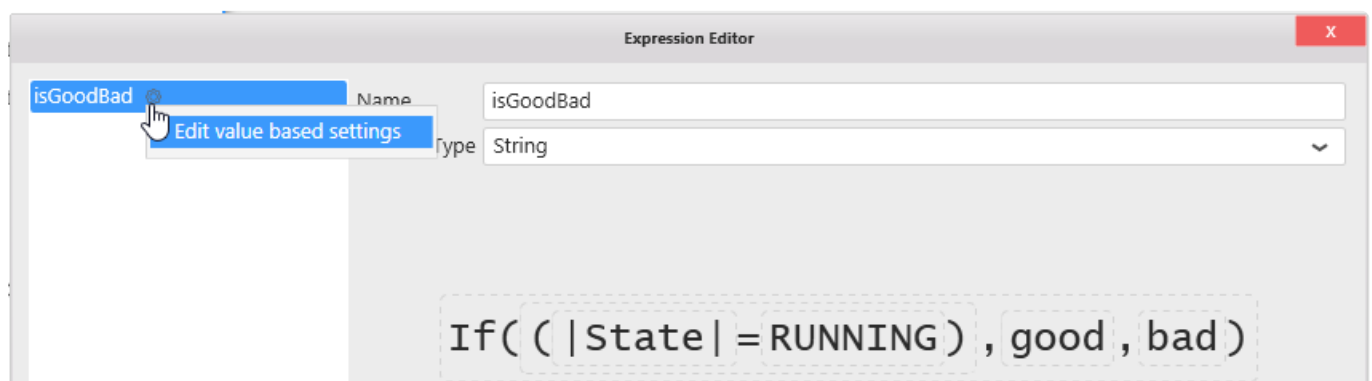 Expression Editor
X
isGoodBad
Name
isGoodBad
Edit value based settings
Type
String
If((|State|=RUNNING),good,bad)